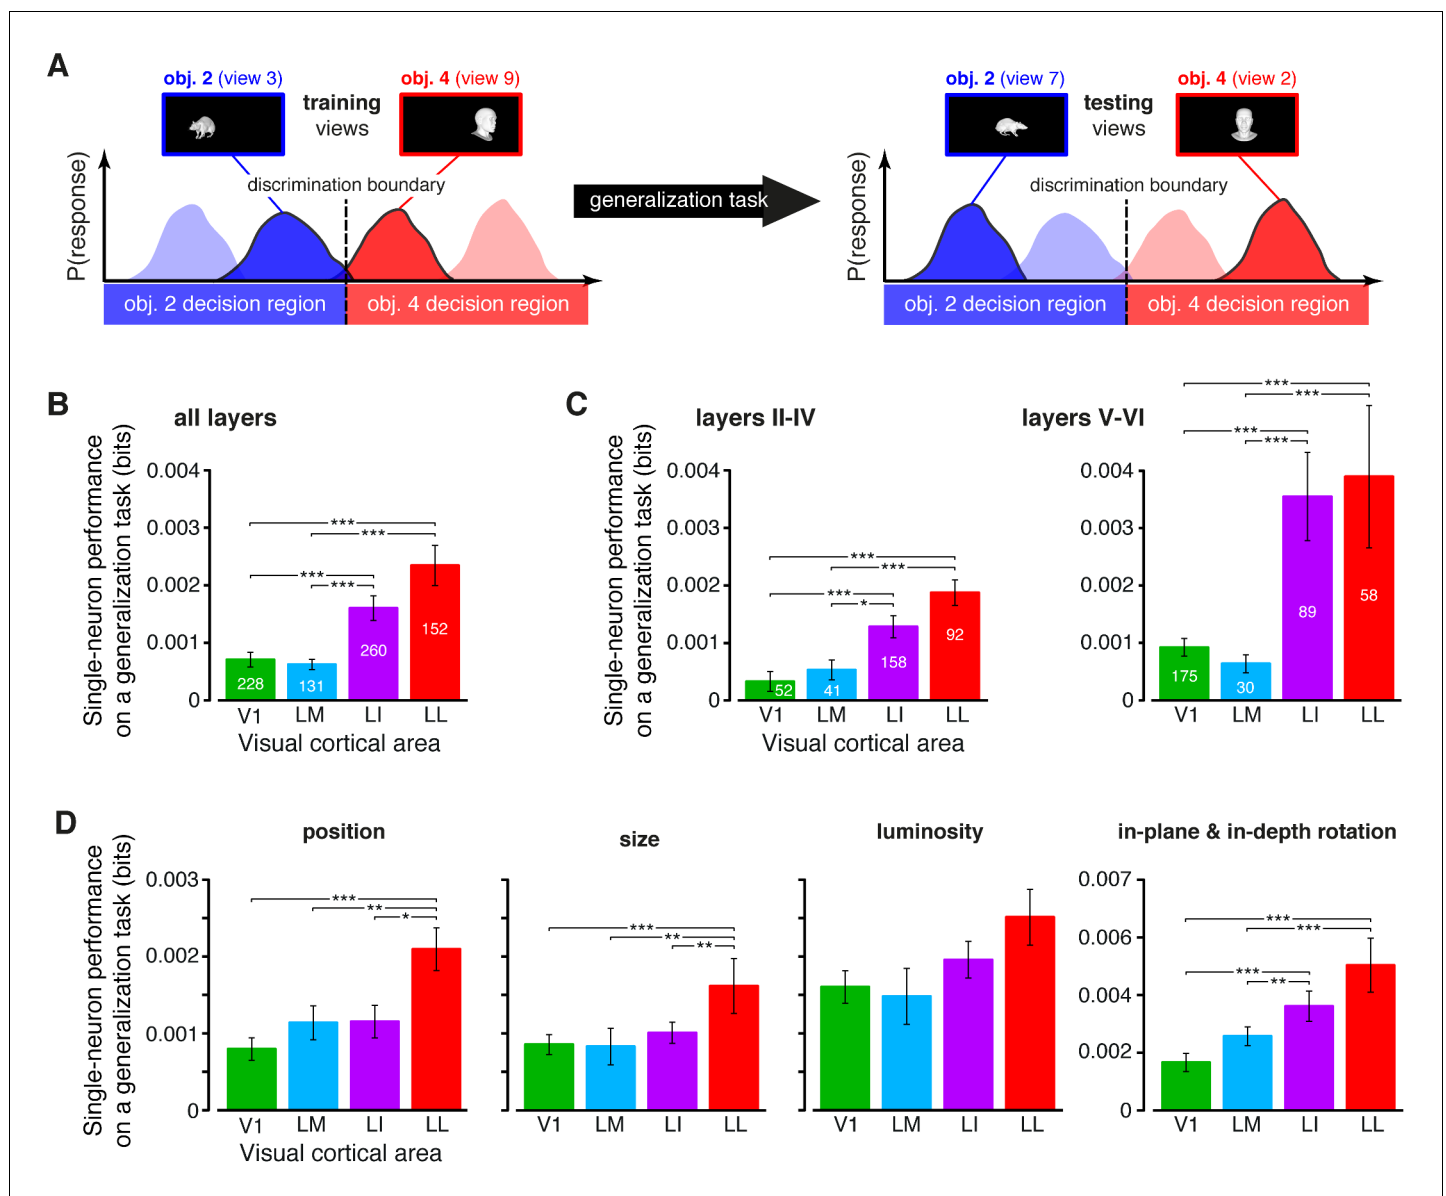 A
obj. 2 (view 3)
training
views
obj. 4 (view 9)
P(response)
discrimination boundary
obj. 2 decision region
obj. 4 decision region
generalization task
obj. 2 (view 7)
testing
views
obj. 4 (view 2)
P(response)
discrimination boundary
obj. 2 decision region
obj. 4 decision region
B
all layers
Single-neuron performance
on a generalization task (bits)
0.004
0.003
0.002
0.001
0
***
***
***
***
228
131
260
152
V1 LM LI LL
Visual cortical area
C
layers II-IV
Single-neuron performance
on a generalization task (bits)
0.004
0.003
0.002
0.001
0
***
***
***
*
52
41
158
92
V1 LM LI LL
Visual cortical area
layers V-VI
0.004
0.003
0.002
0.001
0
***
***
***
***
175
30
89
58
V1 LM LI LL
D
position
Single-neuron performance
on a generalization task (bits)
0.003
0.002
0.001
0
***
**
*
V1 LM LI LL
Visual cortical area
size
***
**
**
V1 LM LI LL
luminosity
V1 LM LI LL
in-plane & in-depth rotation
0.007
0.006
0.004
0.002
0
***
***
***
**
V1 LM LI LL